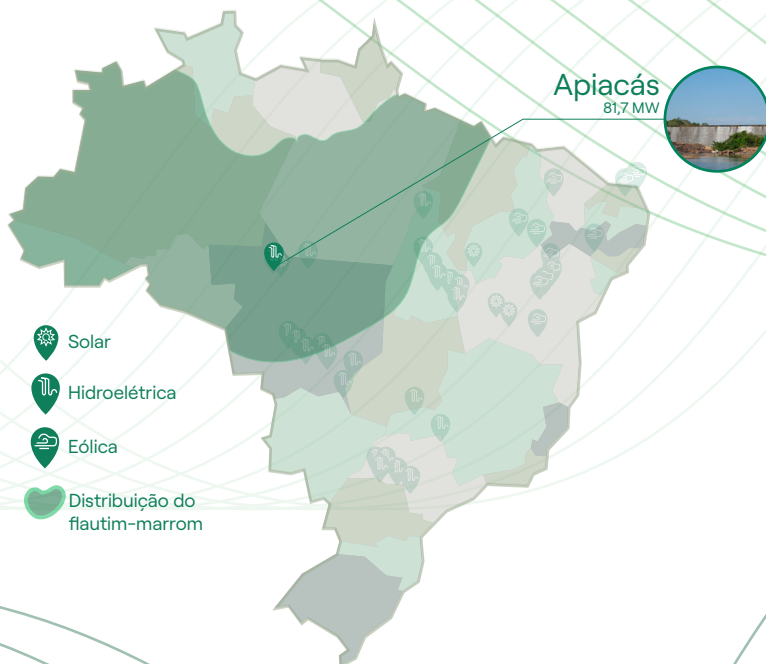 Apiacás
81,7 MW
Solar
Hidroelétrica
Eólica
Distribuição do
flautim-marrom